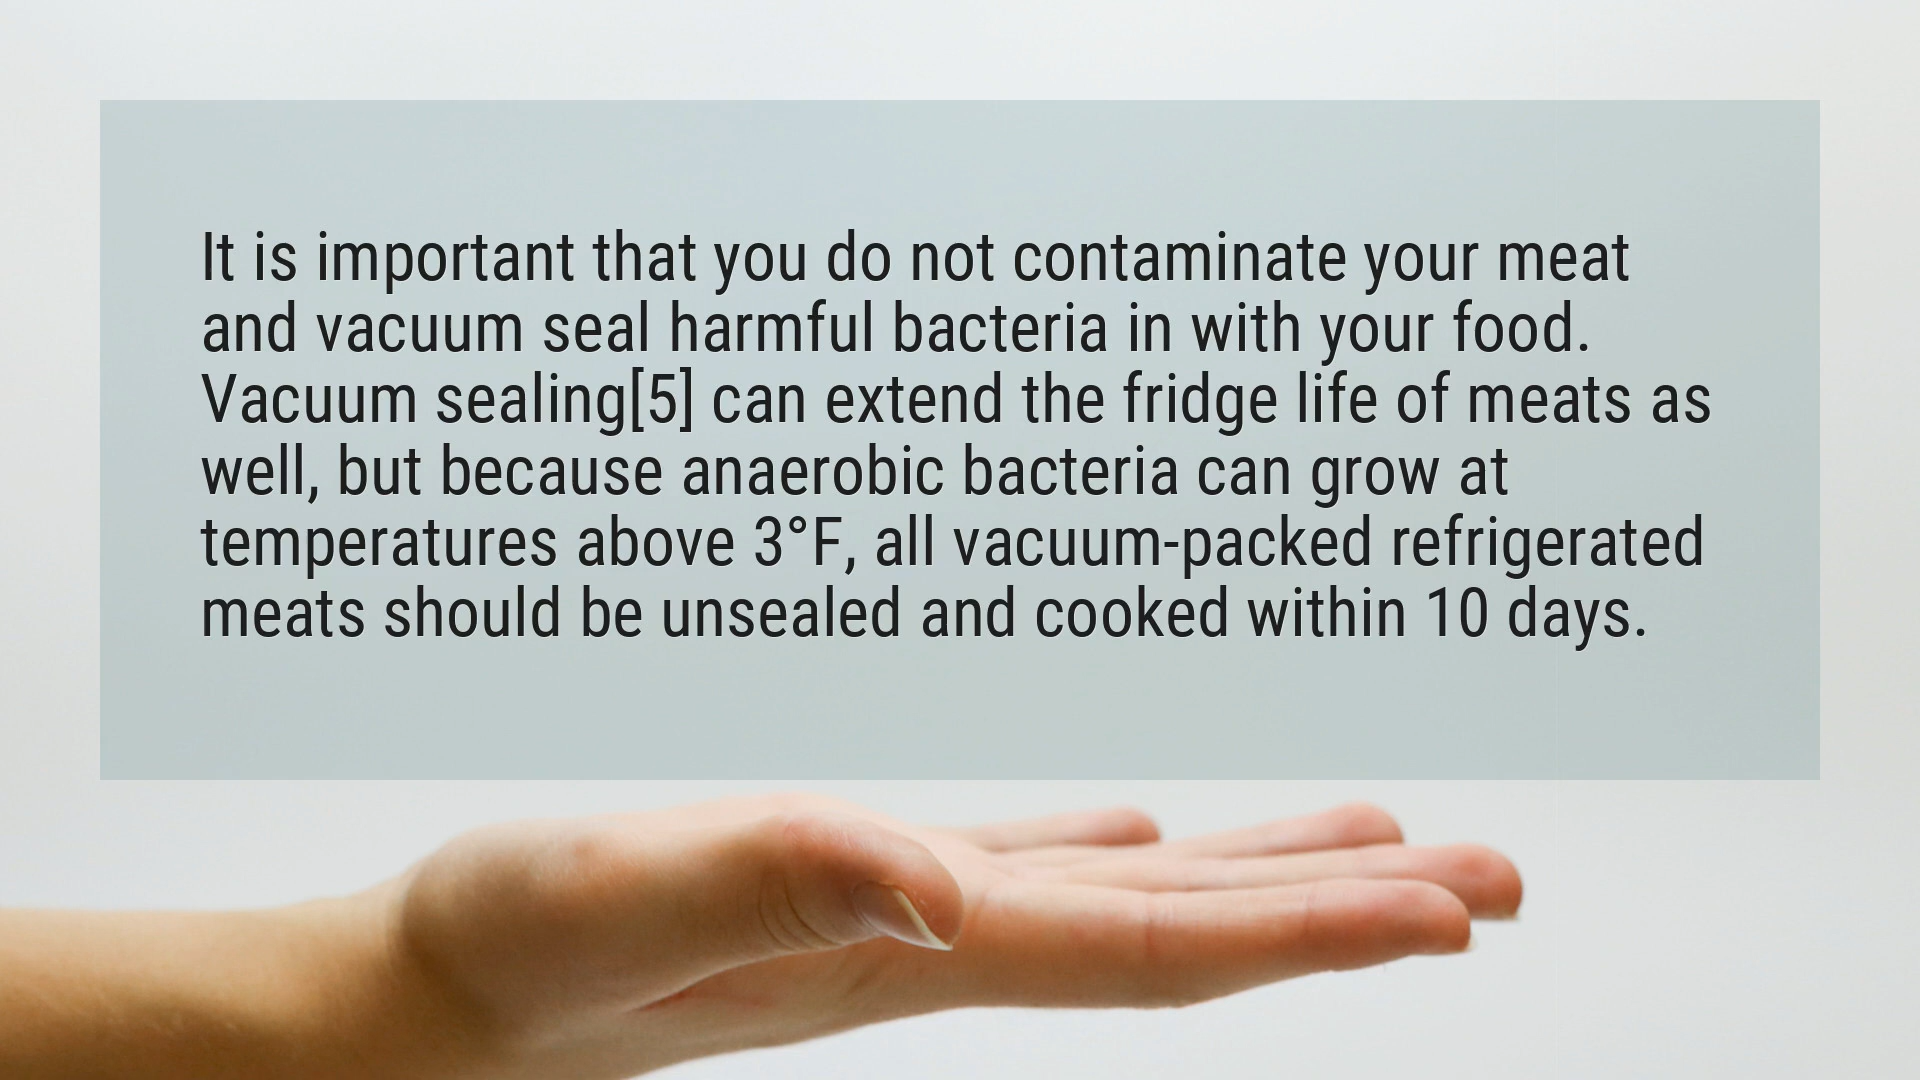 It is important that you do not contaminate your meat
and vacuum seal harmful bacteria in with your food.
Vacuum sealing[5] can extend the fridge life of meats as
well, but because anaerobic bacteria can grow at
temperatures above 3°F, all vacuum-packed refrigerated
meats should be unsealed and cooked within 10 days.